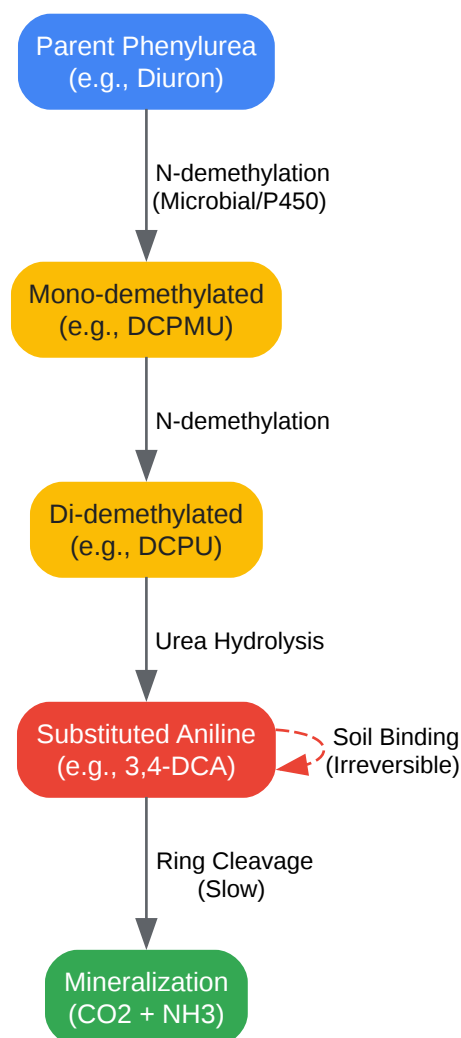 Parent Phenylurea
(e.g., Diuron)
N-demethylation
(Microbial/P450)
Mono-demethylated
(e.g., DCPMU)
N-demethylation
Di-demethylated
(e.g., DCPU)
Urea Hydrolysis
Substituted Aniline
(e.g., 3,4-DCA)
Soil Binding
(Irreversible)
Ring Cleavage
(Slow)
Mineralization
(CO2 + NH3)